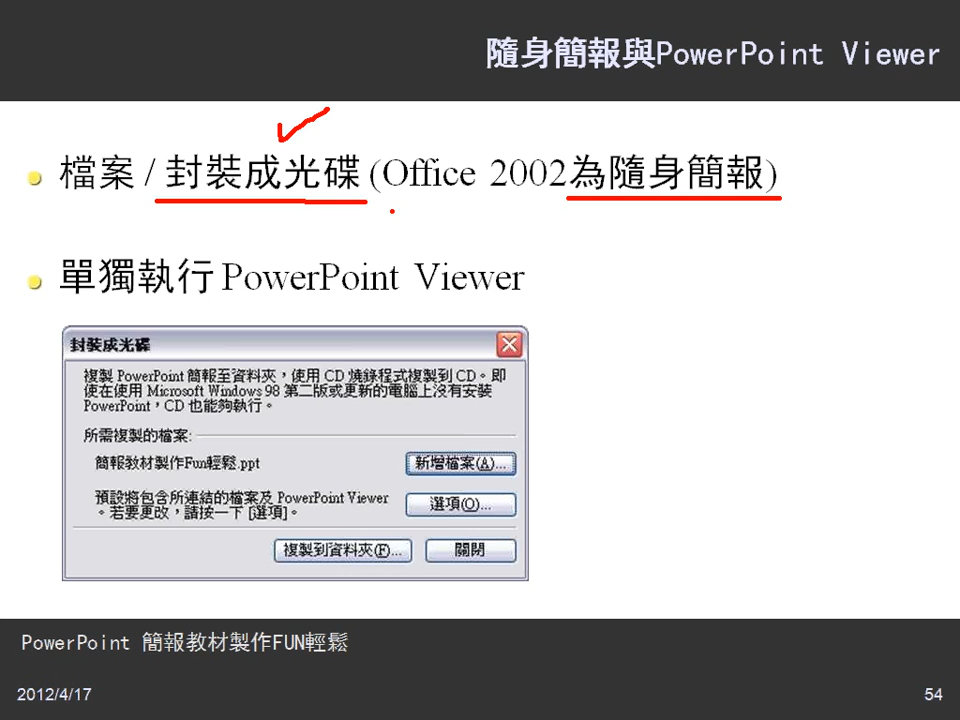 隨身簡報與PowerPoint Viewer
檔案 / 封裝成光碟 (Office 2002為隨身簡報)
單獨執行 PowerPoint Viewer
封裝成光碟
複製 PowerPoint 簡報至資料夾，使用 CD 燒錄程式複製到 CD。即
使在使用 Microsoft Windows 98 第二版或更新的電腦上沒有安裝
PowerPoint，CD 也能夠執行。
所需複製的檔案:
簡報教材製作Fun輕鬆.ppt
新增檔案(A)...
預設將包含所連結的檔案及 PowerPoint Viewer
。若要更改，請按一下 [選項]。
選項(O)...
複製到資料夾(F)...
關閉
PowerPoint 簡報教材製作FUN輕鬆
2012/4/17
54